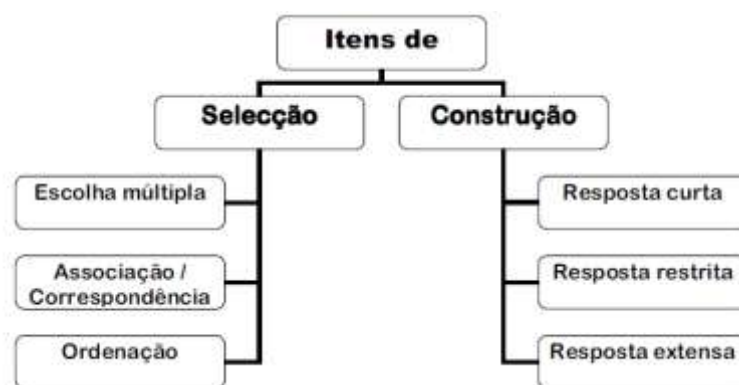 Itens de
Selecção
Construção
Escolha múltipla
Resposta curta
Associação /
Correspondência
Resposta restrita
Ordenação
Resposta extensa